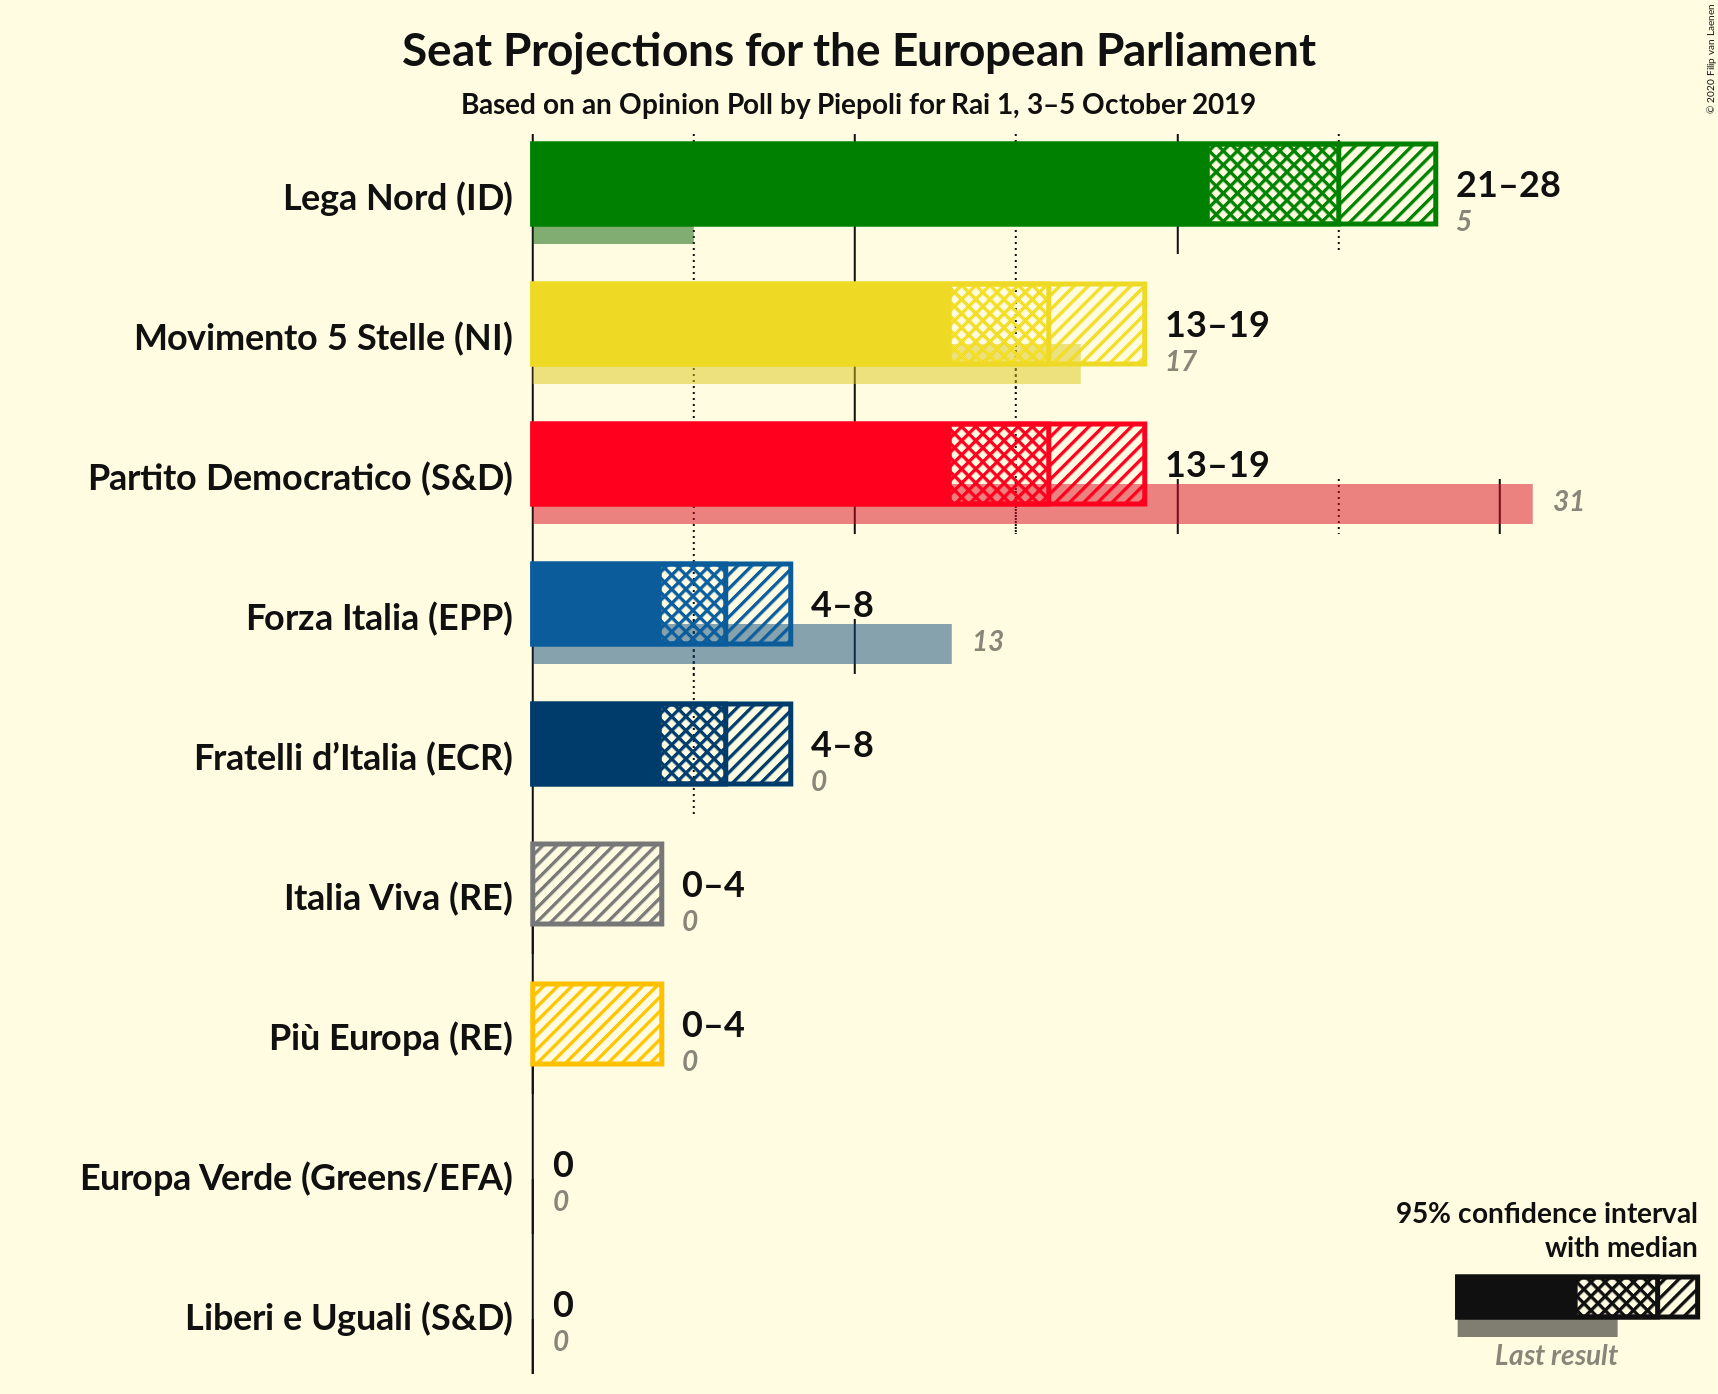 Seat Projections for the European Parliament
Based on an Opinion Poll by Piepoli for Rai 1, 3–5 October 2019
© 2020 Filip van Laenen
Lega Nord (ID)
21–28
5
Movimento 5 Stelle (NI)
13–19
17
Partito Democratico (S&D)
13–19
31
Forza Italia (EPP)
4–8
13
Fratelli d’Italia (ECR)
4–8
0
Italia Viva (RE)
0–4
0
Più Europa (RE)
0–4
0
Europa Verde (Greens/EFA)
0
0
Liberi e Uguali (S&D)
0
0
95% confidence interval
with median
Last result